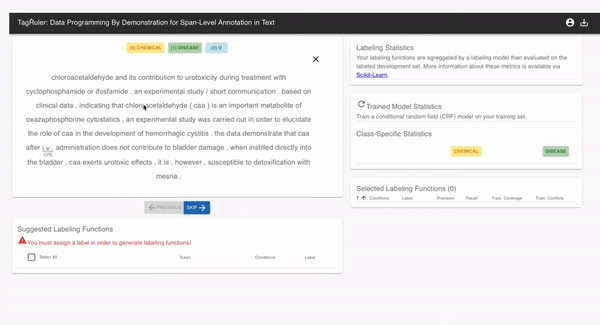 TagRuler: Data Programming By Demonstration for Span-Level Annotation in Text
(0) CHEMICAL (1) DISEASE (2) O
chloroacetaldehyde and its contribution to urotoxicity during treatment with
cyclophosphamide or ifosfamide . an experimental study / short communication . based on
clinical data , indicating that chloroacetaldehyde ( caa ) is an important metabolite of
oxazaphosphorine cytostatics , an experimental study was carried out in order to elucidate
the role of caa in the development of hemorrhagic cystitis . the data demonstrate that caa
after i.v. administration does not contribute to bladder damage . when instilled directly into
GPE
the bladder , caa exerts urotoxic effects , it is , however , susceptible to detoxification with
mesna .
PREVIOUS SKIP
Suggested Labeling Functions
You must assign a label in order to generate labeling functions!
Select All Token Conditions Label
Labeling Statistics
Your labeling functions are agreggated by a labeling model then evaluated on the
labeled development set. More information about these metrics is available via
Scikit-Learn.
Trained Model Statistics
Train a conditional random field (CRF) model on your training set.
Class-Specific Statistics
CHEMICAL DISEASE
Selected Labeling Functions (0)
Conditions Label Precision Recall Train. Coverage Train. Conflicts